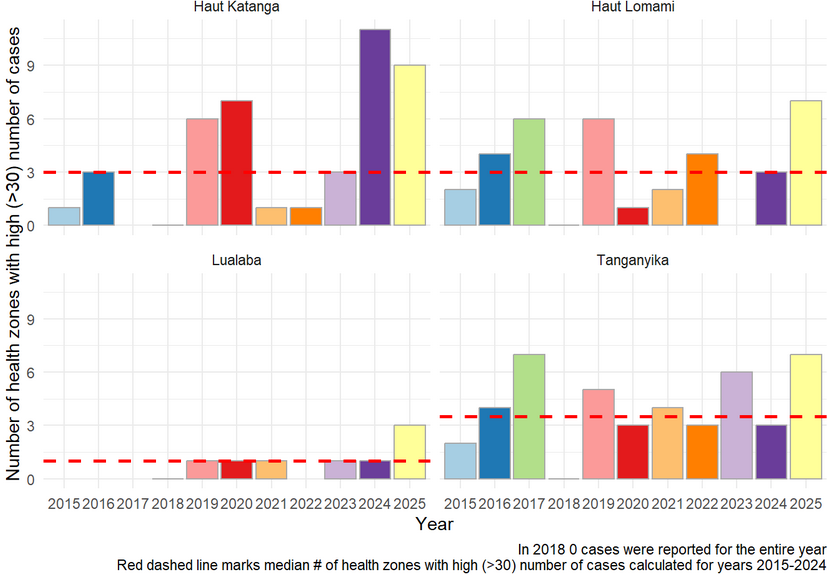 Haut Katanga
Haut Lomami
Number of health zones with high (>30) number of cases
9
6
3
0
Lualaba
Tanganyika
9
6
3
0
2015 2016 2017 2018 2019 2020 2021 2022 2023 2024 2025
2015 2016 2017 2018 2019 2020 2021 2022 2023 2024 2025
Year
In 2018 0 cases were reported for the entire year
Red dashed line marks median # of health zones with high (>30) number of cases calculated for years 2015-2024